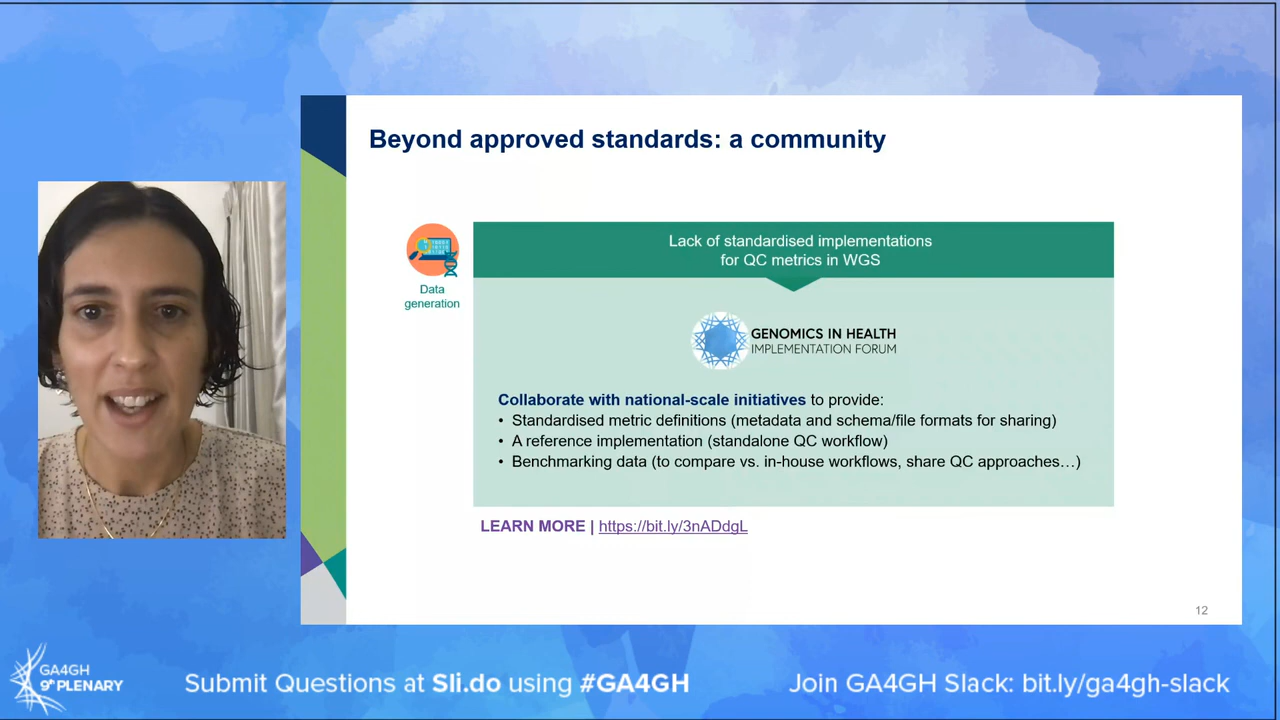 Beyond approved standards: a community
Data
generation
Lack of standardised implementations
for QC metrics in WGS
GENOMICS IN HEALTH
IMPLEMENTATION FORUM
Collaborate with national-scale initiatives to provide:
• Standardised metric definitions (metadata and schema/file formats for sharing)
• A reference implementation (standalone QC workflow)
• Benchmarking data (to compare vs. in-house workflows, share QC approaches…)
LEARN MORE | https://bit.ly/3nADdgL
12
GA4GH
9th PLENARY
Submit Questions at Sli.do using #GA4GH
Join GA4GH Slack: bit.ly/ga4gh-slack